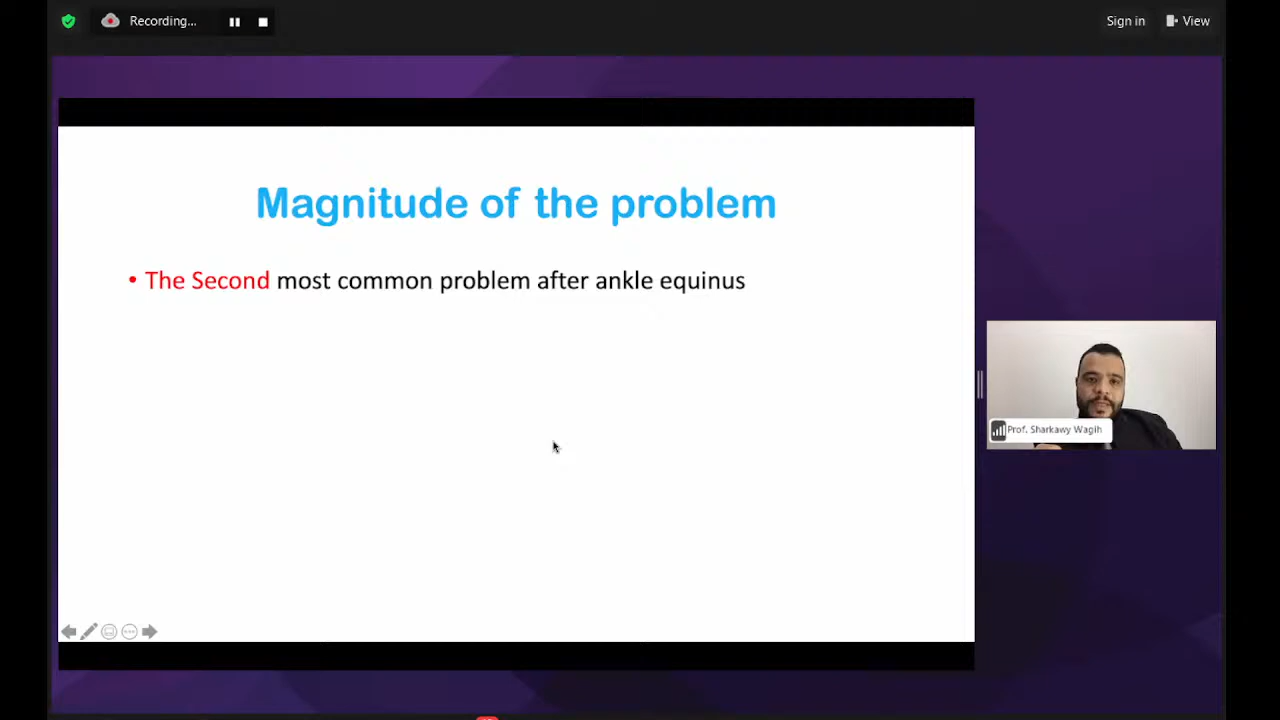 Recording...
Sign in
View
Magnitude of the problem
• The Second most common problem after ankle equinus
Prof. Sharkawy Wagih